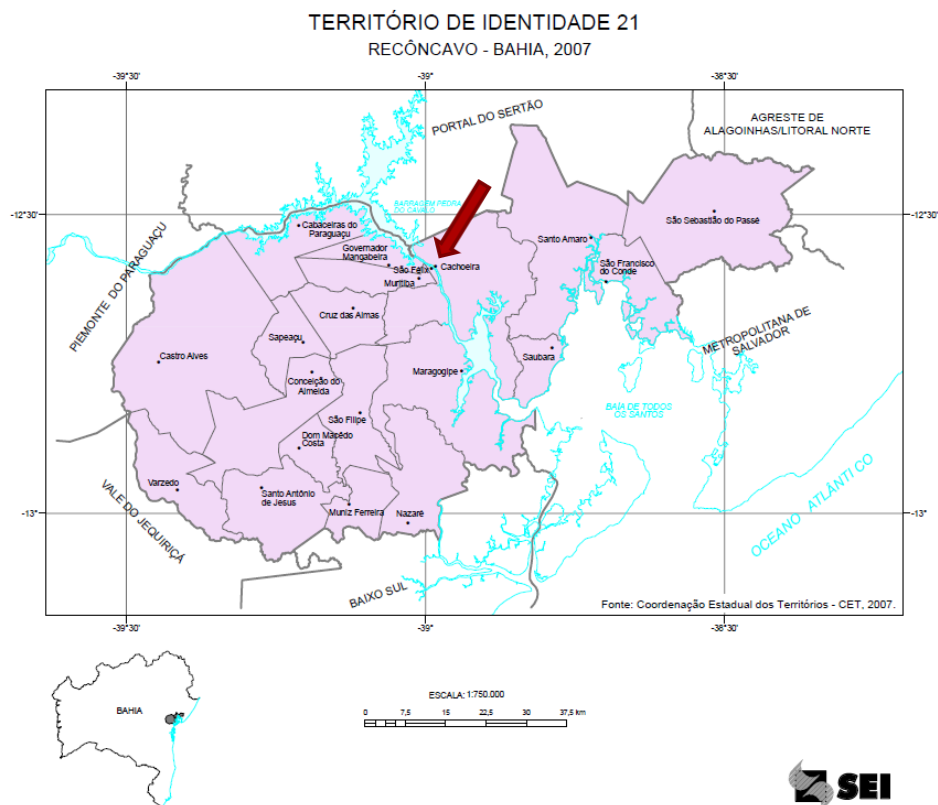 TERRITÓRIO DE IDENTIDADE 21
RECÔNCAVO - BAHIA, 2007
-39°30'
-39°
-38°30'
PORTAL DO SERTÃO
AGRESTE DE
ALAGOINHAS/LITORAL NORTE
-12°30'
-12°30'
BARRAGEM PEDRA
DO CAVALO
PIEMONTE DO PARAGUAÇU
Cabaceiras do
Paraguaçu
São Sebastião do Passé
Santo Amaro
Governador
Mangabeira
São Félix
Cachoeira
Muritiba
São Francisco
do Conde
Cruz das Almas
Sapeaçu
METROPOLITANA DE
SALVADOR
Castro Alves
Saubara
Maragogipe
Conceição do
Almeida
BAÍA DE TODOS
OS SANTOS
São Filipe
Dom Macêdo
Costa
Varzedo
Santo Antônio
de Jesus
Muniz Ferreira
Nazaré
VALE DO JEQUIRIÇÁ
OCEANO ATLÂNTICO
-13°
-13°
BAIXO SUL
Fonte: Coordenação Estadual dos Territórios - CET, 2007.
-39°30'
-39°
-38°30'
BAHIA
ESCALA: 1:750.000
0 7,5 15 22,5 30 37,5 km
SEI